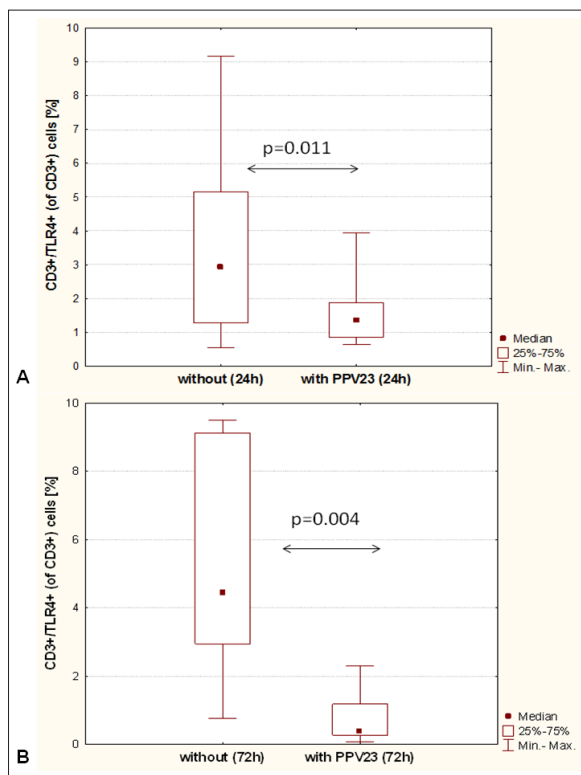 10
9
8
7
6
5
4
3
2
1
0
CD3+/TLR4+ (of CD3+) cells [%]
p=0.011
without (24h) with PPV23 (24h)
Median
25%-75%
Min.- Max.
A
10
8
6
4
2
0
CD3+/TLR4+ (of CD3+) cells [%]
p=0.004
without (72h) with PPV23 (72h)
Median
25%-75%
Min.- Max.
B